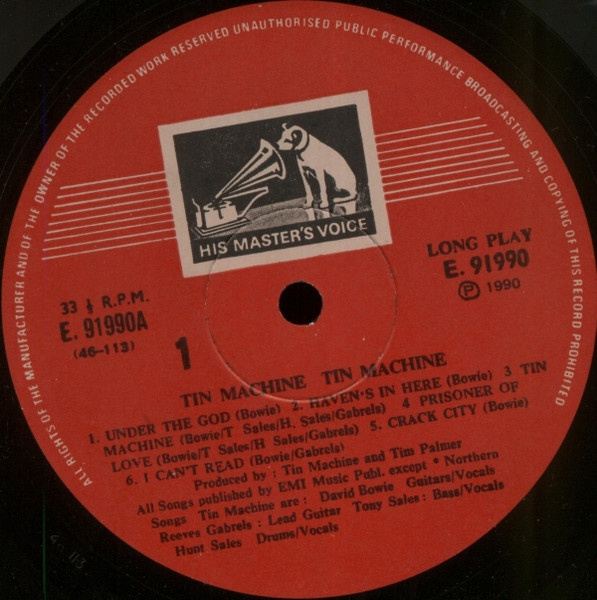 ALL RIGHTS OF THE MANUFACTURER AND OF THE OWNER OF THE RECORDED WORK RESERVED UNAUTHORISED PUBLIC PERFORMANCE BROADCASTING AND COPYING OF THIS RECORD PROHIBITED
HIS MASTER'S VOICE
33 ⅓ R.P.M.
E. 91990A
(46-113)
1
LONG PLAY
E. 91990
Ⓟ 1990
TIN MACHINE TIN MACHINE
1. UNDER THE GOD (Bowie) 2. HAVEN'S IN HERE (Bowie) 3 TIN
MACHINE (Bowie/T Sales/H. Sales/Gabrels) 4 PRISONER OF
LOVE (Bowie/T Sales/H Sales/Gabrels) 5. CRACK CITY (Bowie)
6. I CAN'T READ (Bowie/Gabrels)
Produced by : Tin Machine and Tim Palmer
All Songs published by EMI Music Publ. except * Northern
Songs Tin Machine are : David Bowie Guitars/Vocals
Reeves Gabrels : Lead Guitar Tony Sales : Bass/Vocals
Hunt Sales Drums/Vocals